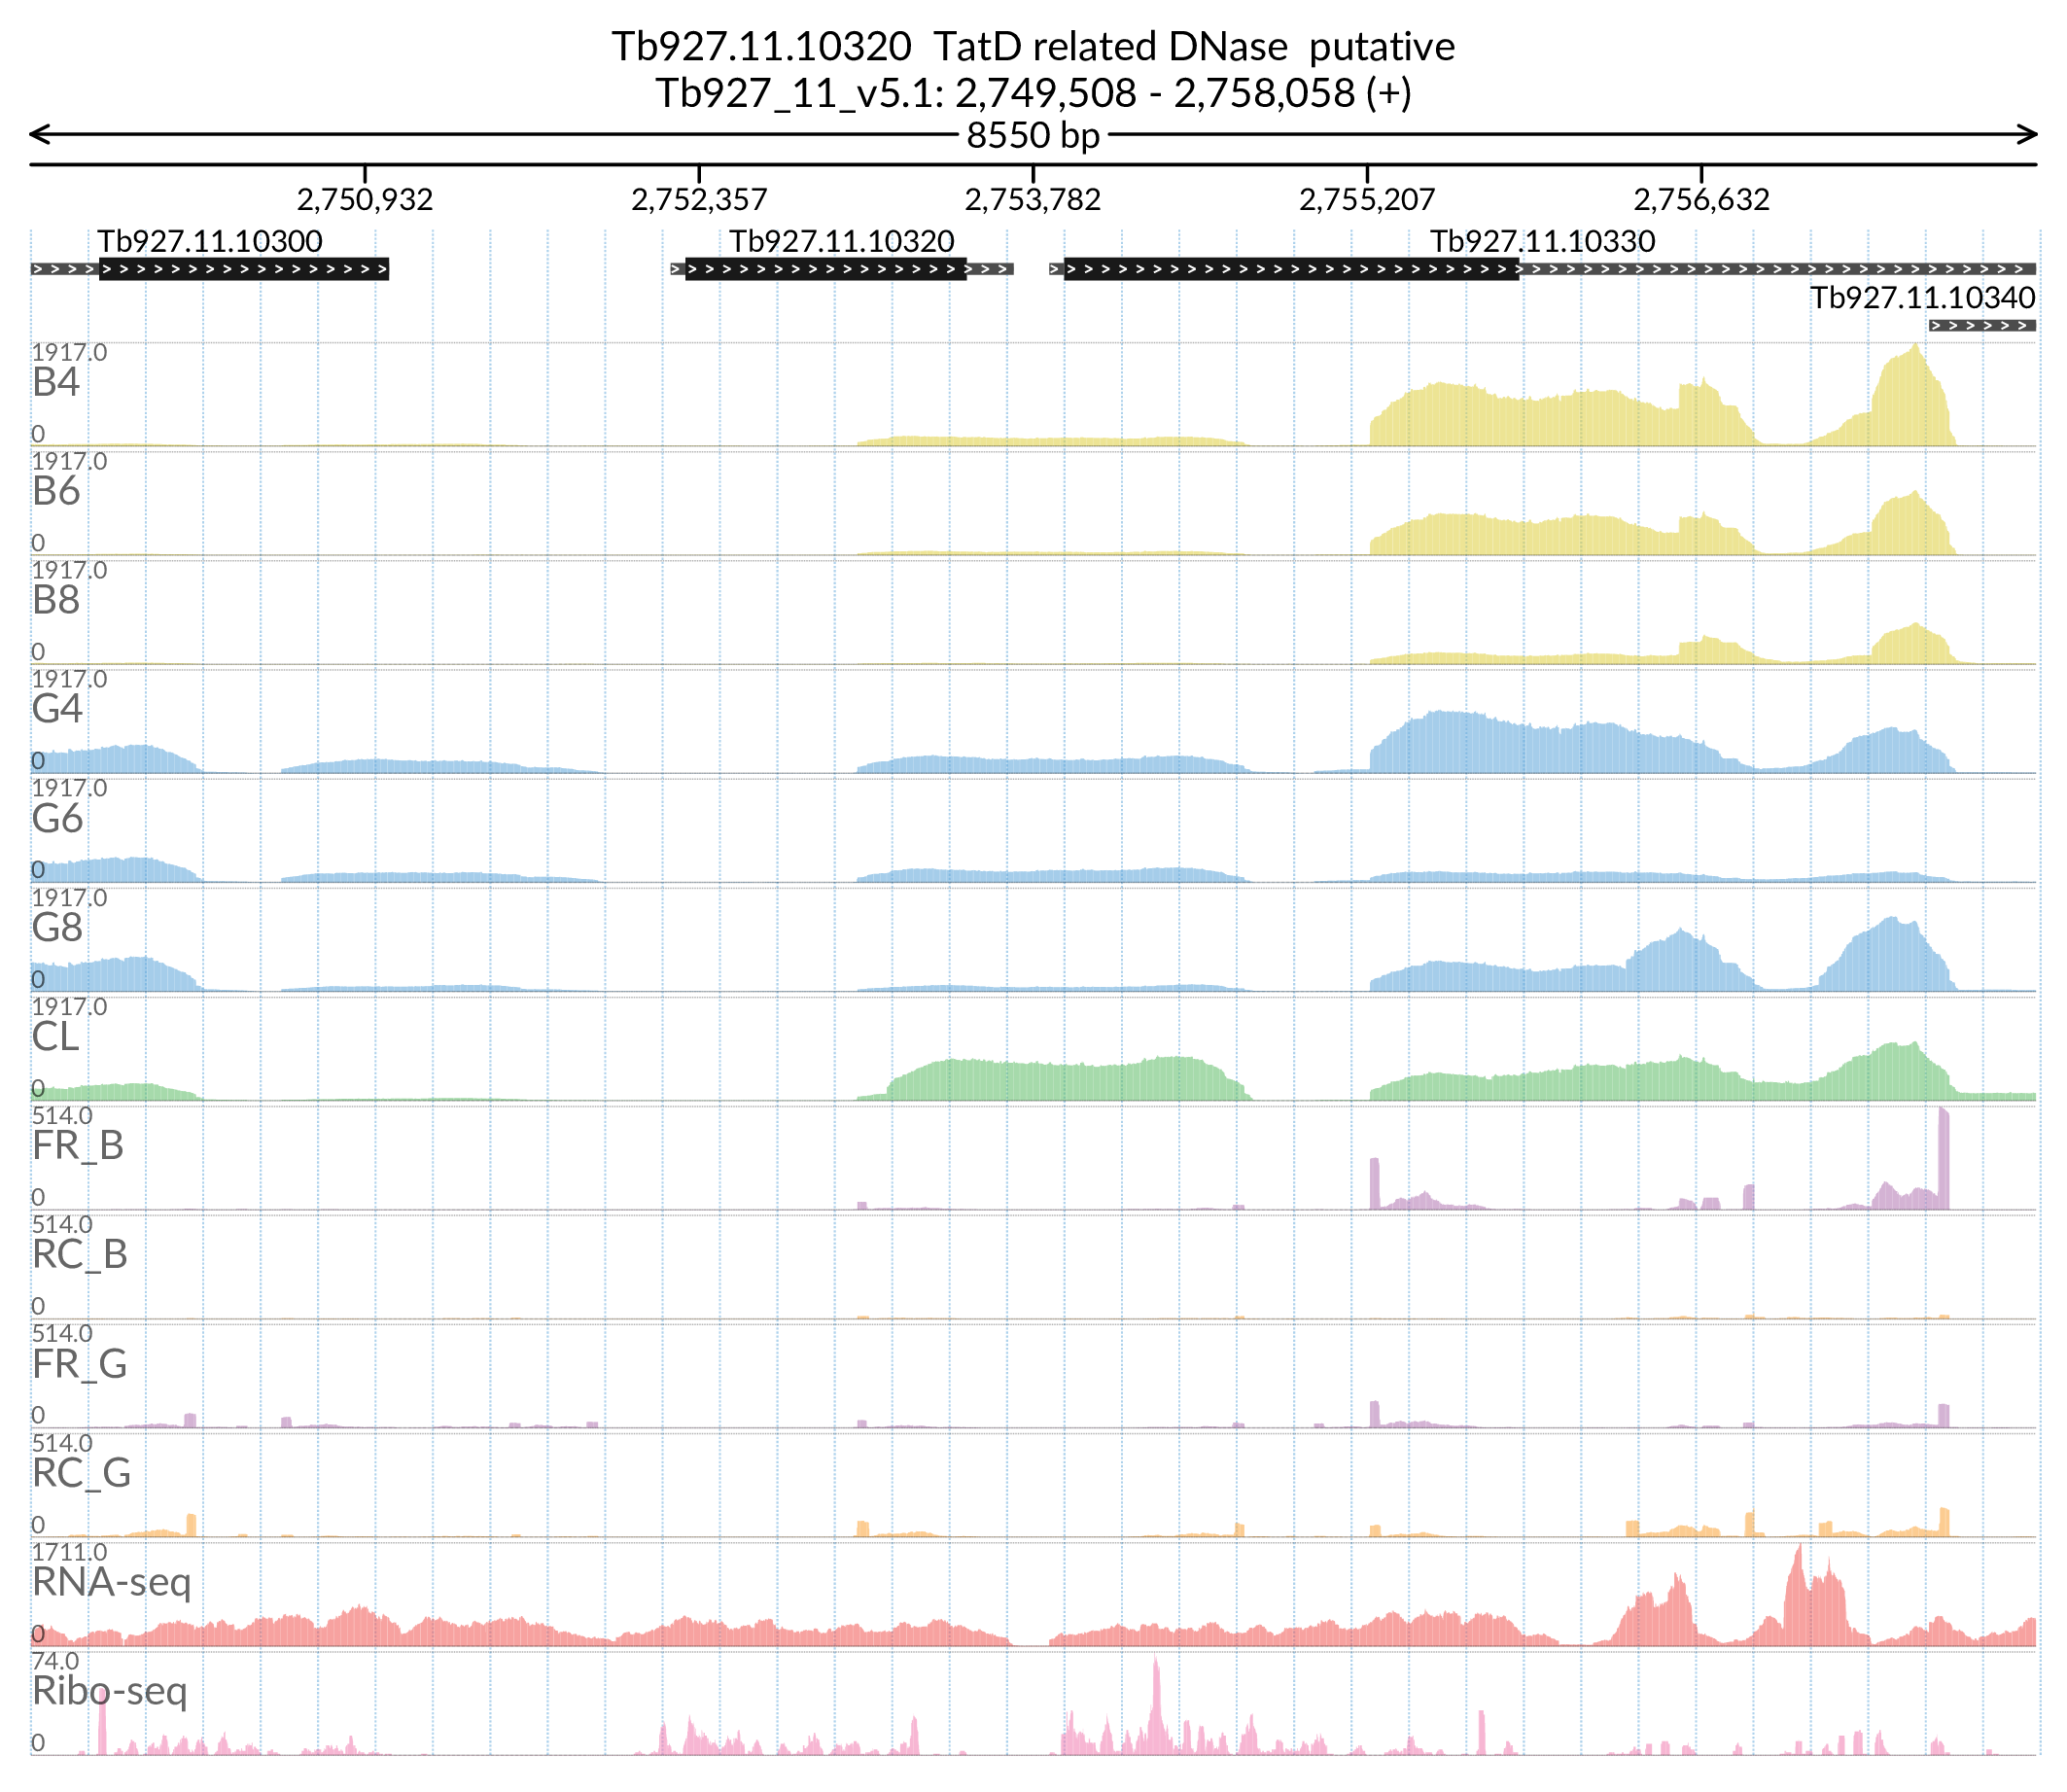 Tb927.11.10320 TatD related DNase putative
Tb927_11_v5.1: 2,749,508 - 2,758,058 (+)
8550 bp
2,750,932 2,752,357 2,753,782 2,755,207 2,756,632
Tb927.11.10300 Tb927.11.10320 Tb927.11.10330
Tb927.11.10340
1917.0
B4
0
1917.0
B6
0
1917.0
B8
0
1917.0
G4
0
1917.0
G6
0
1917.0
G8
0
1917.0
CL
0
514.0
FR_B
0
514.0
RC_B
0
514.0
FR_G
0
514.0
RC_G
0
1711.0
RNA-seq
0
74.0
Ribo-seq
0